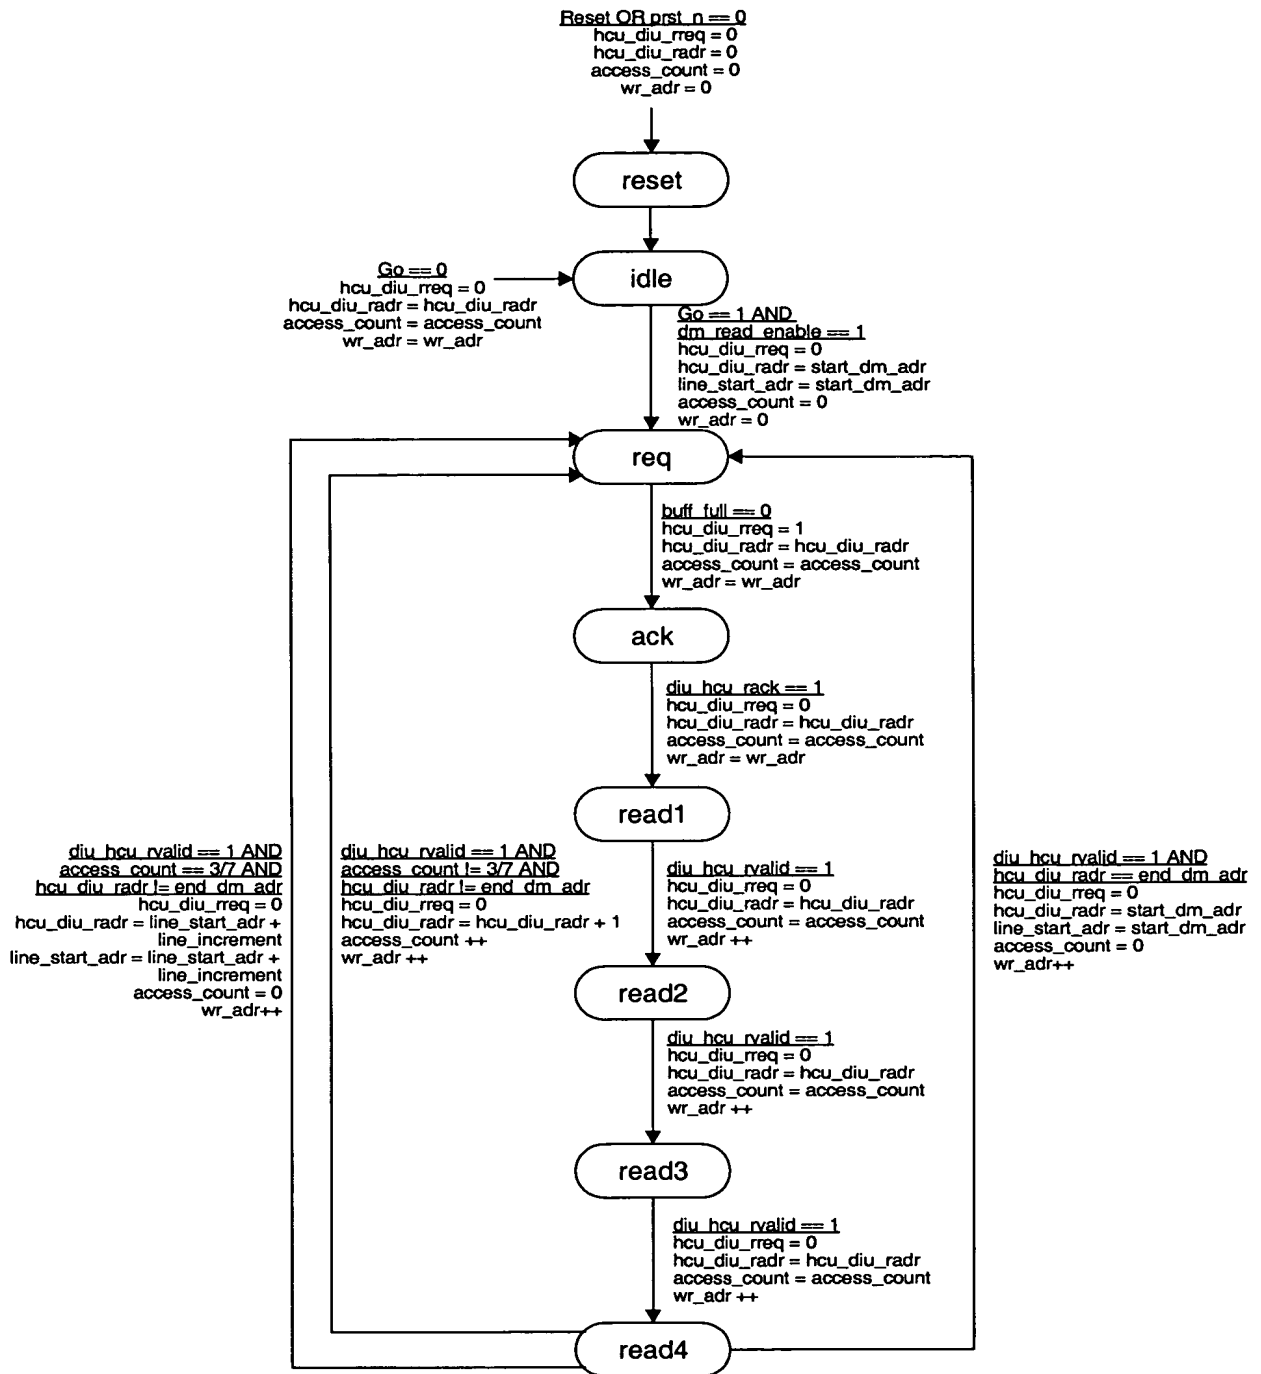 Reset OR prst_n == 0
hcu_diu_rreq = 0
hcu_diu_radr = 0
access_count = 0
wr_adr = 0
reset
idle
Go == 0
hcu_diu_rreq = 0
hcu_diu_radr = hcu_diu_radr
access_count = access_count
wr_adr = wr_adr
Go == 1 AND
dm_read_enable == 1
hcu_diu_rreq = 0
hcu_diu_radr = start_dm_adr
line_start_adr = start_dm_adr
access_count = 0
wr_adr = 0
req
buff_full == 0
hcu_diu_rreq = 1
hcu_diu_radr = hcu_diu_radr
access_count = access_count
wr_adr = wr_adr
ack
diu_hcu_rack == 1
hcu_diu_rreq = 0
hcu_diu_radr = hcu_diu_radr
access_count = access_count
wr_adr = wr_adr
read1
diu_hcu_rvalid == 1 AND
access_count == 3/7 AND
hcu_diu_radr != end_dm_adr
hcu_diu_rreq = 0
hcu_diu_radr = line_start_adr +
line_increment
line_start_adr = line_start_adr +
line_increment
access_count = 0
wr_adr++
diu_hcu_rvalid == 1 AND
access_count != 3/7 AND
hcu_diu_radr != end_dm_adr
hcu_diu_rreq = 0
hcu_diu_radr = hcu_diu_radr + 1
access_count ++
wr_adr ++
diu_hcu_rvalid == 1
hcu_diu_rreq = 0
hcu_diu_radr = hcu_diu_radr
access_count = access_count
wr_adr ++
diu_hcu_rvalid == 1 AND
hcu_diu_radr == end_dm_adr
hcu_diu_rreq = 0
hcu_diu_radr = start_dm_adr
line_start_adr = start_dm_adr
access_count = 0
wr_adr++
read2
diu_hcu_rvalid == 1
hcu_diu_rreq = 0
hcu_diu_radr = hcu_diu_radr
access_count = access_count
wr_adr ++
read3
diu_hcu_rvalid == 1
hcu_diu_rreq = 0
hcu_diu_radr = hcu_diu_radr
access_count = access_count
wr_adr ++
read4